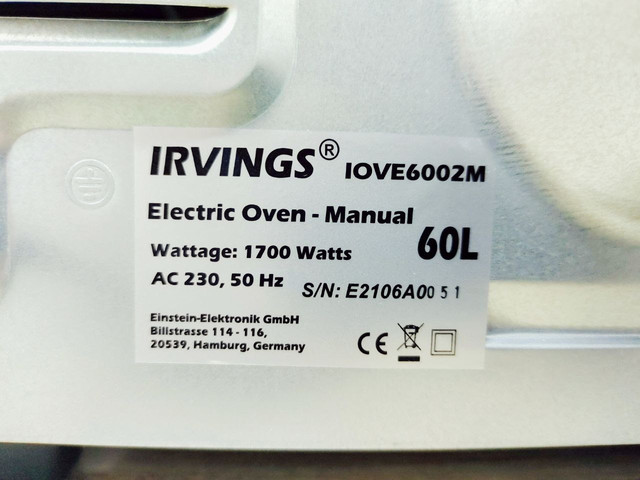 IRVINGS® IOVE6002M
Electric Oven - Manual
60L
Wattage: 1700 Watts
AC 230, 50 Hz
S/N: E2106A0051
Einstein-Elektronik GmbH
Billstrasse 114 - 116,
20539, Hamburg, Germany
CE